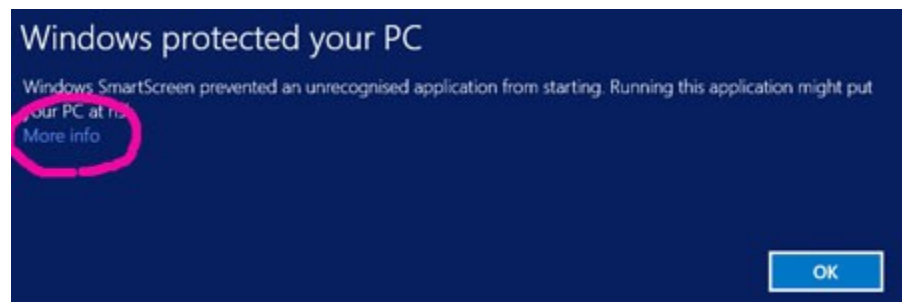 Windows protected your PC
Windows SmartScreen prevented an unrecognised application from starting. Running this application might put
your PC at
More info
OK